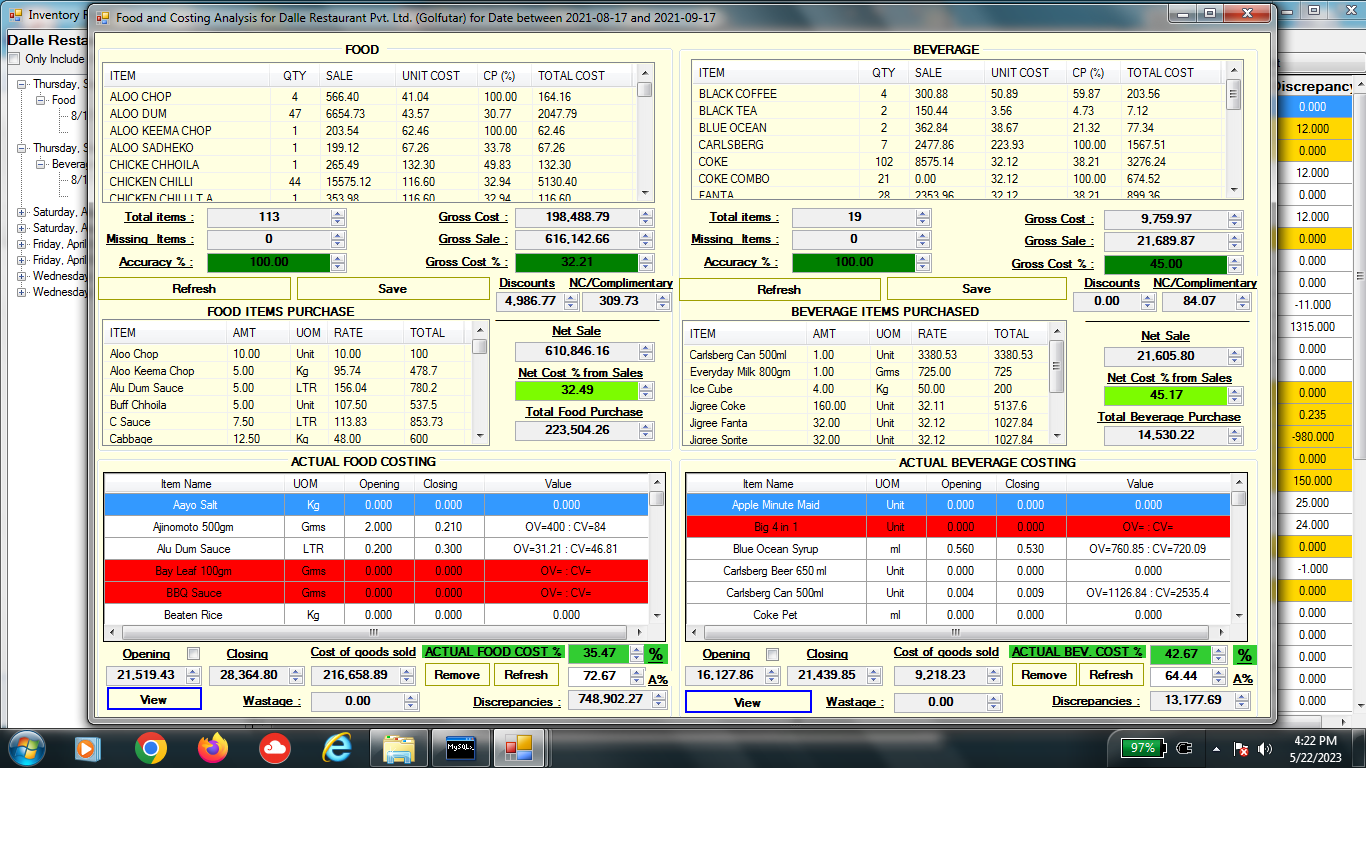 Inventory
Food and Costing Analysis for Dalle Restaurant Pvt. Ltd. (Golfutar) for Date between 2021-08-17 and 2021-09-17
Dalle Resta
Only Include
Thursday, S
Food
8/1
Thursday, S
Bevera
8/1
Saturday, A
Saturday, A
Friday, April
Friday, April
Wednesday
Wednesday
FOOD
ITEM QTY SALE UNIT COST CP (%) TOTAL COST
ALOO CHOP 4 566.40 41.04 100.00 164.16
ALOO DUM 47 6654.73 43.57 30.77 2047.79
ALOO KEEMA CHOP 1 203.54 62.46 100.00 62.46
ALOO SADHEKO 1 199.12 67.26 33.78 67.26
CHICKE CHHOILA 1 265.49 132.30 49.83 132.30
CHICKEN CHILLI 44 15575.12 116.60 32.94 5130.40
CHICKEN CHILLI T A 1 353.98 116.60 32.94 116.60
Total items : 113 Gross Cost : 198,488.79
Missing Items : 0 Gross Sale : 616,142.66
Accuracy % : 100.00 Gross Cost % : 32.21
Refresh Save Discounts NC/Complimentary
4,986.77 309.73
FOOD ITEMS PURCHASE
ITEM AMT UOM RATE TOTAL
Aloo Chop 10.00 Unit 10.00 100
Aloo Keema Chop 5.00 Kg 95.74 478.7
Alu Dum Sauce 5.00 LTR 156.04 780.2
Buff Chhoila 5.00 Unit 107.50 537.5
C Sauce 7.50 LTR 113.83 853.73
Cabbage 12.50 Kg 48.00 600
Net Sale
610,846.16
Net Cost % from Sales
32.49
Total Food Purchase
223,504.26
ACTUAL FOOD COSTING
Item Name UOM Opening Closing Value
Aayo Salt Kg 0.000 0.000 0.000
Ajinomoto 500gm Grms 2.000 0.210 OV=400 : CV=84
Alu Dum Sauce LTR 0.200 0.300 OV=31.21 : CV=46.81
Bay Leaf 100gm Grms 0.000 0.000 OV= : CV=
BBQ Sauce Grms 0.000 0.000 OV= : CV=
Beaten Rice Kg 0.000 0.000 0.000
Opening Closing Cost of goods sold ACTUAL FOOD COST % 35.47 %
21,519.43 28,364.80 216,658.89 Remove Refresh 72.67 A%
View Wastage : 0.00 Discrepancies : 748,902.27
BEVERAGE
ITEM QTY SALE UNIT COST CP (%) TOTAL COST
BLACK COFFEE 4 300.88 50.89 59.87 203.56
BLACK TEA 2 150.44 3.56 4.73 7.12
BLUE OCEAN 2 362.84 38.67 21.32 77.34
CARLSBERG 7 2477.86 223.93 100.00 1567.51
COKE 102 8575.14 32.12 38.21 3276.24
COKE COMBO 21 0.00 32.12 100.00 674.52
FANTA 28 2353.96 32.12 38.21 899.36
Total items : 19 Gross Cost : 9,759.97
Missing Items : 0 Gross Sale : 21,689.87
Accuracy % : 100.00 Gross Cost % : 45.00
Refresh Save Discounts NC/Complimentary
0.00 84.07
BEVERAGE ITEMS PURCHASED
ITEM AMT UOM RATE TOTAL
Carlsberg Can 500ml 1.00 Unit 3380.53 3380.53
Everyday Milk 800gm 1.00 Grms 725.00 725
Ice Cube 4.00 Kg 50.00 200
Jigree Coke 160.00 Unit 32.11 5137.6
Jigree Fanta 32.00 Unit 32.12 1027.84
Jigree Sprite 32.00 Unit 32.12 1027.84
Net Sale
21,605.80
Net Cost % from Sales
45.17
Total Beverage Purchase
14,530.22
ACTUAL BEVERAGE COSTING
Item Name UOM Opening Closing Value
Apple Minute Maid Unit 0.000 0.000 0.000
Big 4 in 1 Unit 0.000 0.000 OV= : CV=
Blue Ocean Syrup ml 0.560 0.530 OV=760.85 : CV=720.09
Carlsberg Beer 650 ml Unit 0.000 0.000 0.000
Carlsberg Can 500ml Unit 0.004 0.009 OV=1126.84 : CV=2535.4
Coke Pet ml 0.000 0.000 0.000
Opening Closing Cost of goods sold ACTUAL BEV. COST % 42.67 %
16,127.86 21,439.85 9,218.23 Remove Refresh 64.44 A%
View Wastage : 0.00 Discrepancies : 13,177.69
Discrepancy
0.000
12.000
0.000
12.000
0.000
12.000
0.000
0.000
0.000
-11.000
1315.000
0.000
0.000
0.000
0.235
-980.000
0.000
150.000
25.000
24.000
0.000
-1.000
0.000
0.000
0.000
0.000
0.000
0.000
MySQL
97%
4:22 PM
5/22/2023